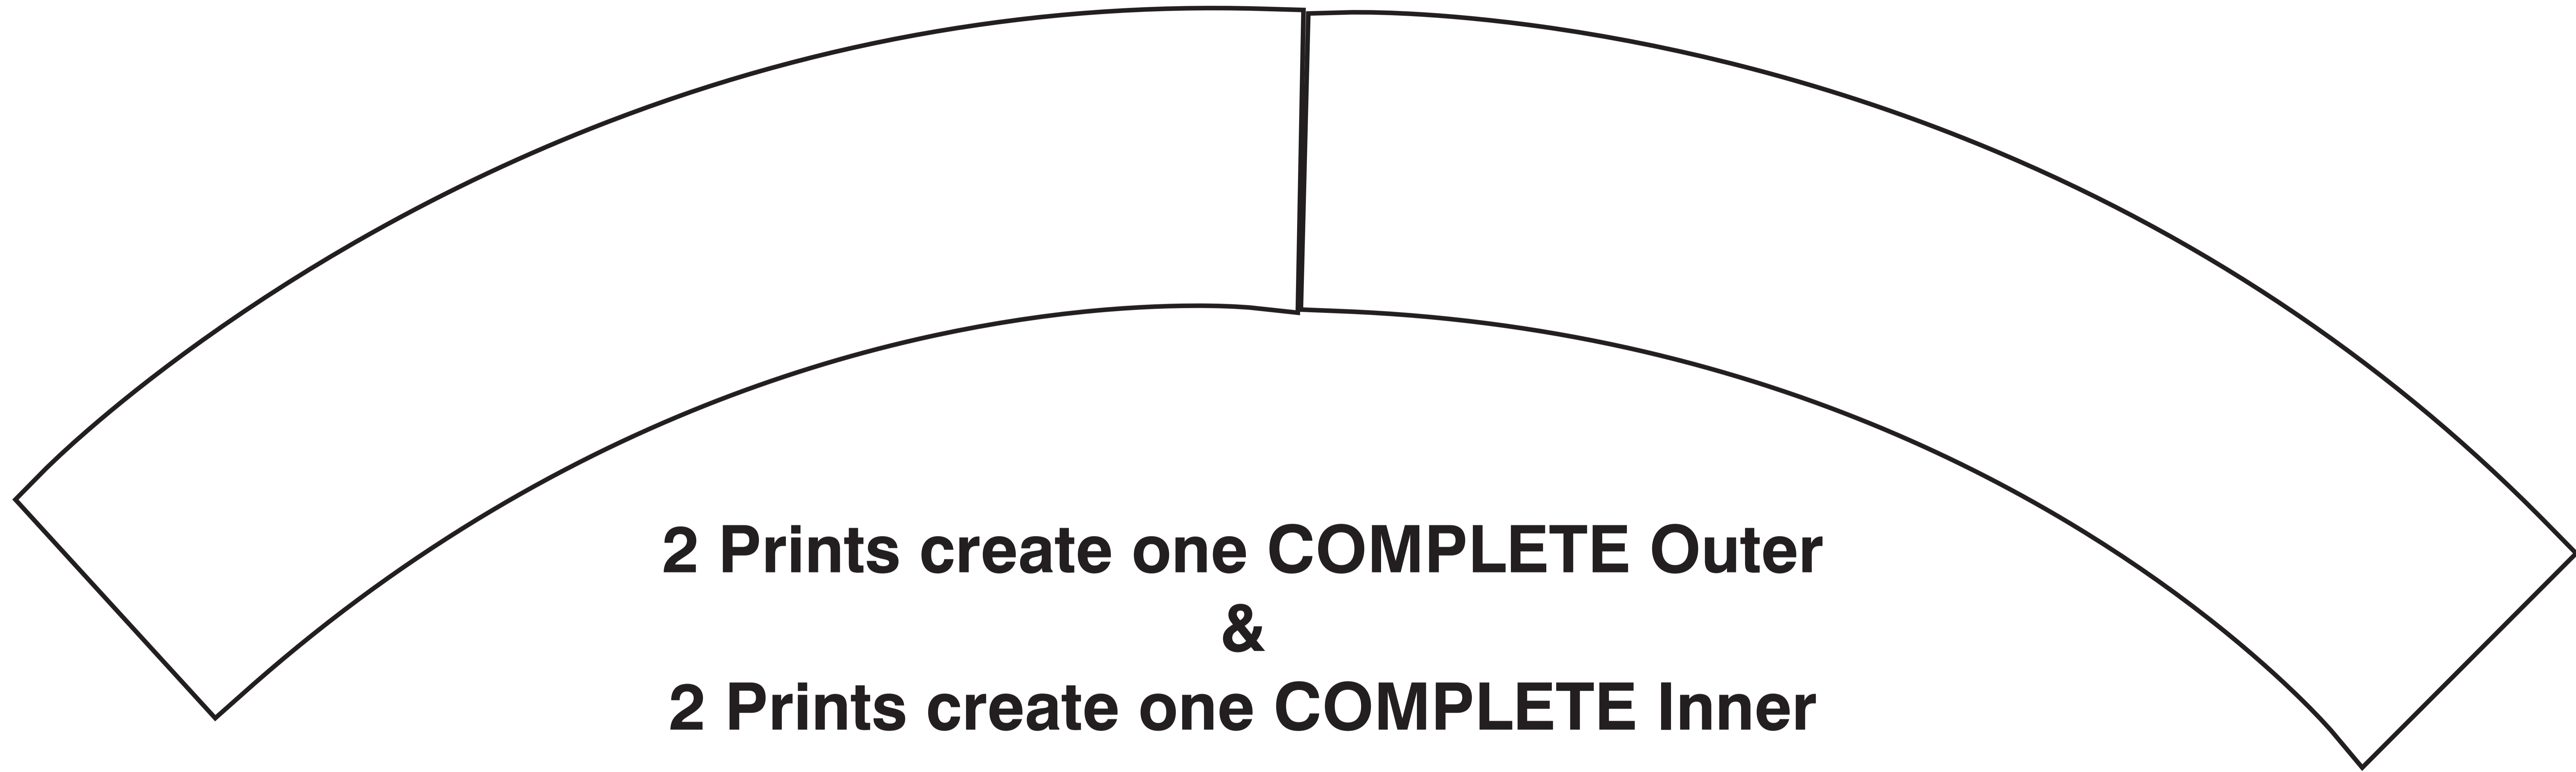 2 Prints create one COMPLETE Outer
&
2 Prints create one COMPLETE Inner